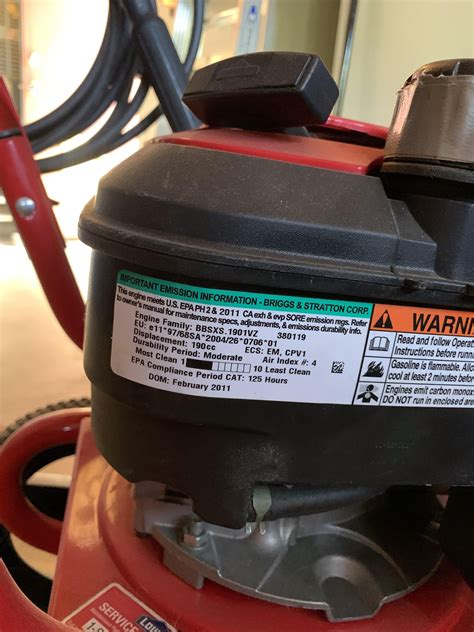 IMPORTANT EMISSION INFORMATION - BRIGGS & STRATTON CORP.
This engine meets U.S. EPA PH 2 & 2011 CA exh & evp SORE emission regs. Refer
to owner's manual for maintenance specs, adjustments, & emissions durability info.
Engine Family: BBSXS.1901VZ 380119
EU: e11*97/68SA*2004/26*0706*01
Displacement: 190cc ECS: EM, CPV1
Durability Period: Moderate Air Index #: 4
Most Clean 1 10 Least Clean
EPA Compliance Period CAT: 125 Hours
DOM: February 2011
WARN
Read and follow Operatin
Instructions before
Gasoline is flammable. Allo
cool at least 2 minutes befor
Engines emit carbon monox
DO NOT run in enclosed are
SERVICE
Lowe